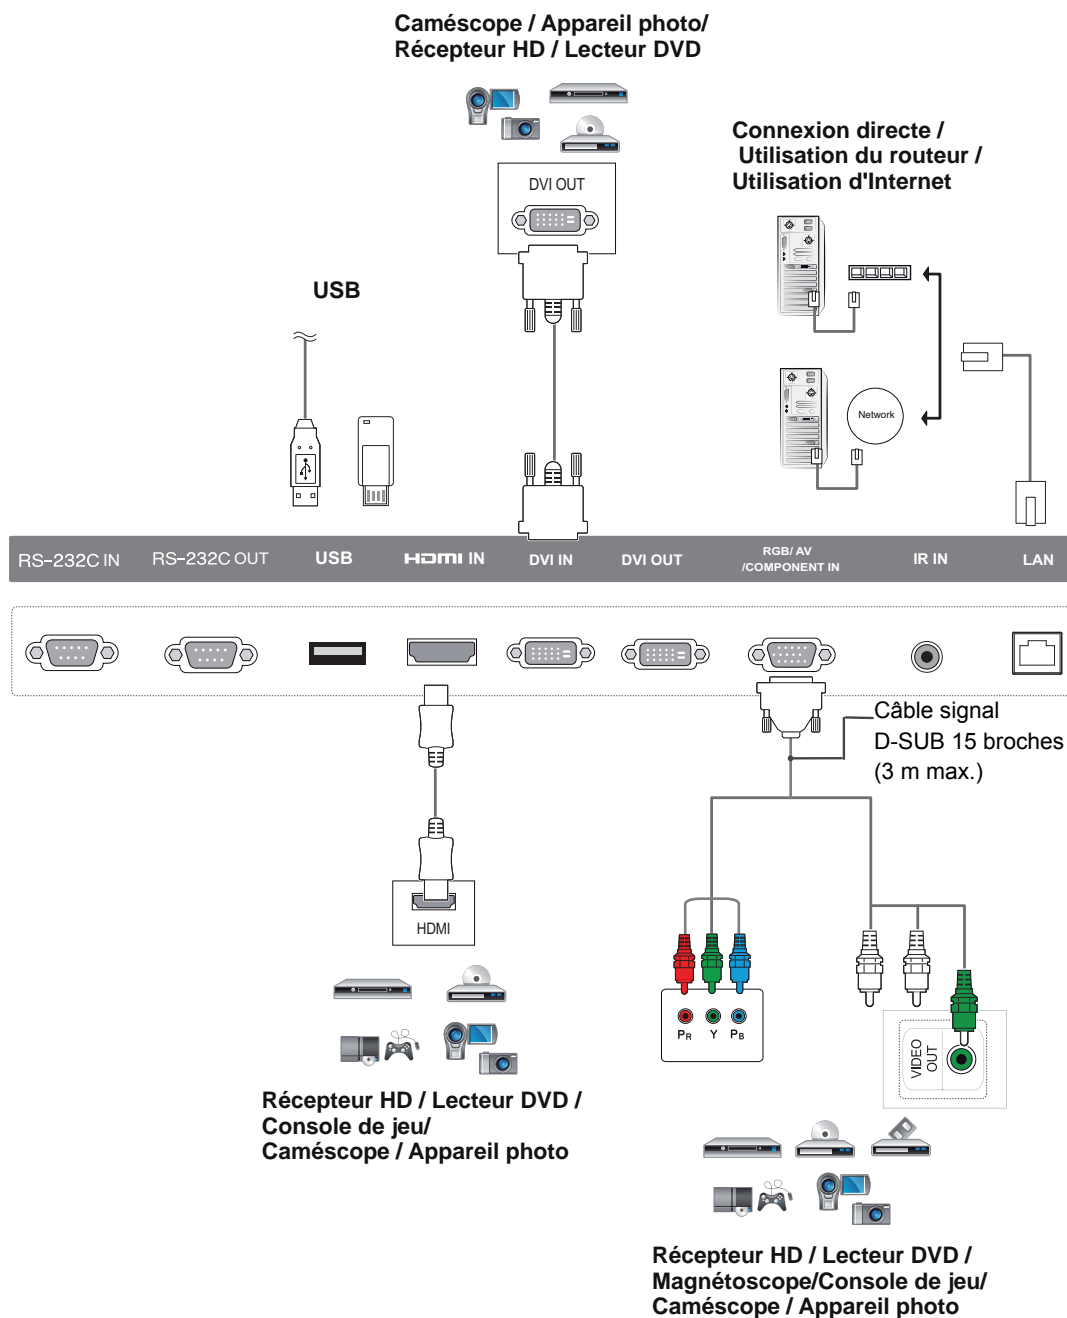 Caméscope / Appareil photo/
Récepteur HD / Lecteur DVD
DVI OUT
Connexion directe /
Utilisation du routeur /
Utilisation d'Internet
USB
Network
RS-232C IN
RS-232C OUT
USB
HDMI IN
DVI IN
DVI OUT
RGB/ AV
/COMPONENT IN
IR IN
LAN
Câble signal
D-SUB 15 broches
(3 m max.)
HDMI
PR
Y
PB
VIDEO
OUT
Récepteur HD / Lecteur DVD /
Console de jeu/
Caméscope / Appareil photo
Récepteur HD / Lecteur DVD /
Magnétoscope/Console de jeu/
Caméscope / Appareil photo